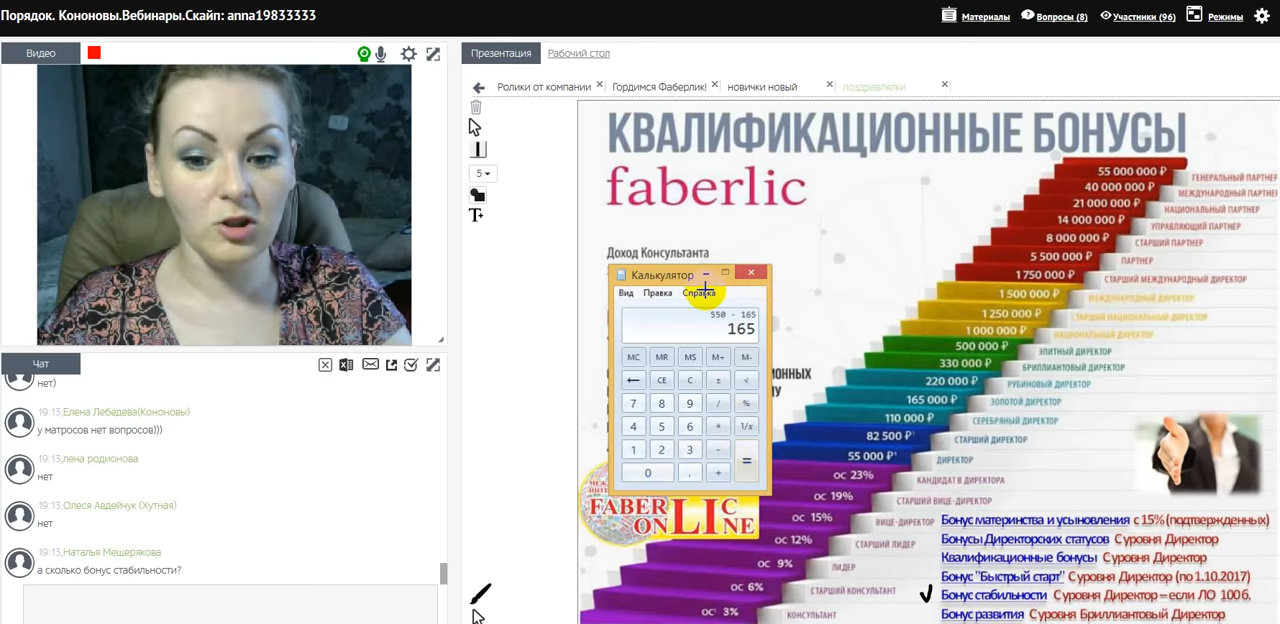 Порядок. Кононовы.Вебинары.Скайп: anna19833333
Материалы
Вопросы (8)
Участники (96)
Режимы
Видео
Презентация
Рабочий стол
Ролики от компании
Гордимся Фаберлик!
новички новый
поздравлялки
5
T+
КВАЛИФИКАЦИОННЫЕ БОНУСЫ
faberlic
Доход Консультанта
55 000 000 ₽ ГЕНЕРАЛЬНЫЙ ПАРТНЕР
40 000 000 ₽ МЕЖДУНАРОДНЫЙ ПАРТНЕР
21 000 000 ₽ НАЦИОНАЛЬНЫЙ ПАРТНЕР
14 000 000 ₽ УПРАВЛЯЮЩИЙ ПАРТНЕР
8 000 000 ₽ СТАРШИЙ ПАРТНЕР
5 500 000 ₽ ПАРТНЕР
1 750 000 ₽ СТАРШИЙ МЕЖДУНАРОДНЫЙ ДИРЕКТОР
1 500 000 ₽ МЕЖДУНАРОДНЫЙ ДИРЕКТОР
1 250 000 ₽ СТАРШИЙ НАЦИОНАЛЬНЫЙ ДИРЕКТОР
1 000 000 ₽ НАЦИОНАЛЬНЫЙ ДИРЕКТОР
500 000 ₽ ЭЛИТНЫЙ ДИРЕКТОР
330 000 ₽ БРИЛЛИАНТОВЫЙ ДИРЕКТОР
220 000 ₽ РУБИНОВЫЙ ДИРЕКТОР
165 000 ₽ ЗОЛОТОЙ ДИРЕКТОР
110 000 ₽ СЕРЕБРЯНЫЙ ДИРЕКТОР
82 500 ₽ СТАРШИЙ ДИРЕКТОР
55 000 ₽ ДИРЕКТОР
ОС 23% КАНДИДАТ В ДИРЕКТОРА
ОС 19% СТАРШИЙ ВИЦЕ-ДИРЕКТОР
ОС 15% ВИЦЕ-ДИРЕКТОР
ОС 12% СТАРШИЙ ЛИДЕР
ОС 9% ЛИДЕР
ОС 6% СТАРШИЙ КОНСУЛЬТАНТ
ОС 3% КОНСУЛЬТАНТ
Калькулятор
Вид Правка Справка
550 - 165
165
MC MR MS M+ M-
← CE C ± √
7 8 9 / %
4 5 6 * 1/x
1 2 3 - =
0 , +
FABERLIC
ONLINE
Бонус материнства и усыновления с 15% (подтвержденных)
Бонусы Директорских статусов С уровня Директор
Квалификационные бонусы С уровня Директор
Бонус "Быстрый старт" С уровня Директор (по 1.10.2017)
Бонус стабильности С уровня Директор = если ЛО 100б.
Бонус развития С уровня Бриллиантовый Директор
Чат
нет)
19:13,Елена Лебедева(Кононовы)
у матросов нет вопросов)))
19:13,лена родионова
нет
19:13,Олеся Авдейчук (Хутная)
нет
19:13,Наталья Мещерякова
а сколько бонус стабильности?